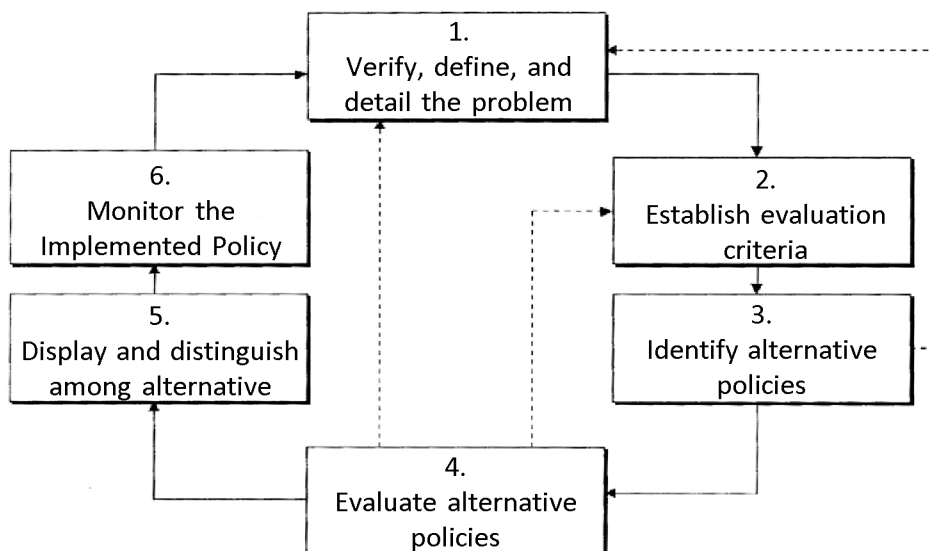 1.
Verify, define, and
detail the problem
2.
Establish evaluation
criteria
3.
Identify alternative
policies
4.
Evaluate alternative
policies
5.
Display and distinguish
among alternative
6.
Monitor the
Implemented Policy